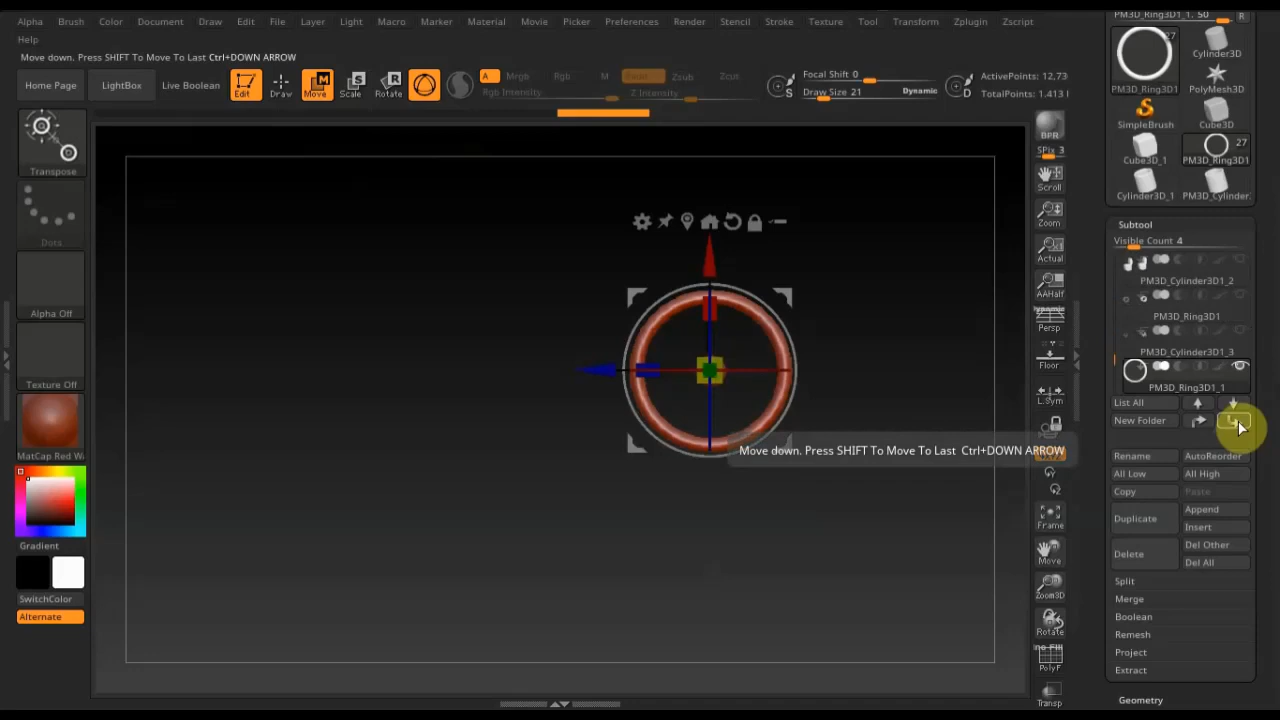 Alpha Brush Color Document Draw Edit File Layer Light Macro Marker Material Movie Picker Preferences Render Stencil Stroke Texture Tool Transform Zplugin Zscript
Help
Move down. Press SHIFT To Move To Last Ctrl+DOWN ARROW
Home Page
LightBox
Live Boolean
Edit
Draw
Move
Scale
Rotate
A
Mrgb
Rgb
M
Rgb Intensity
Zsub
Zcut
Z Intensity
S
Focal Shift 0
Draw Size 21
Dynamic
D
ActivePoints: 12,73
TotalPoints: 1.413
Transpose
Dots
Alpha Off
Texture Off
MatCap Red W
Gradient
SwitchColor
Alternate
BPR
SPix 3
Scroll
Zoom
Actual
AAHalf
Dynamic
Persp
Floor
L.Sym
Frame
Move
Zoom3D
Rotate
PolyF
Transp
Move down. Press SHIFT To Move To Last Ctrl+DOWN ARROW
PM3D_Ring3D1_1. 50
R
27
PM3D_Ring3D1
Cylinder3D
PolyMesh3D
SimpleBrush
Cube3D
27
Cube3D_1
PM3D_Ring3D1
Cylinder3D_1
PM3D_Cylinder
Subtool
Visible Count 4
PM3D_Cylinder3D1_2
PM3D_Ring3D1
PM3D_Cylinder3D1_3
PM3D_Ring3D1_1
List All
New Folder
Rename
AutoReorder
All Low
All High
Copy
Paste
Duplicate
Append
Insert
Delete
Del Other
Del All
Split
Merge
Boolean
Remesh
Project
Extract
Geometry